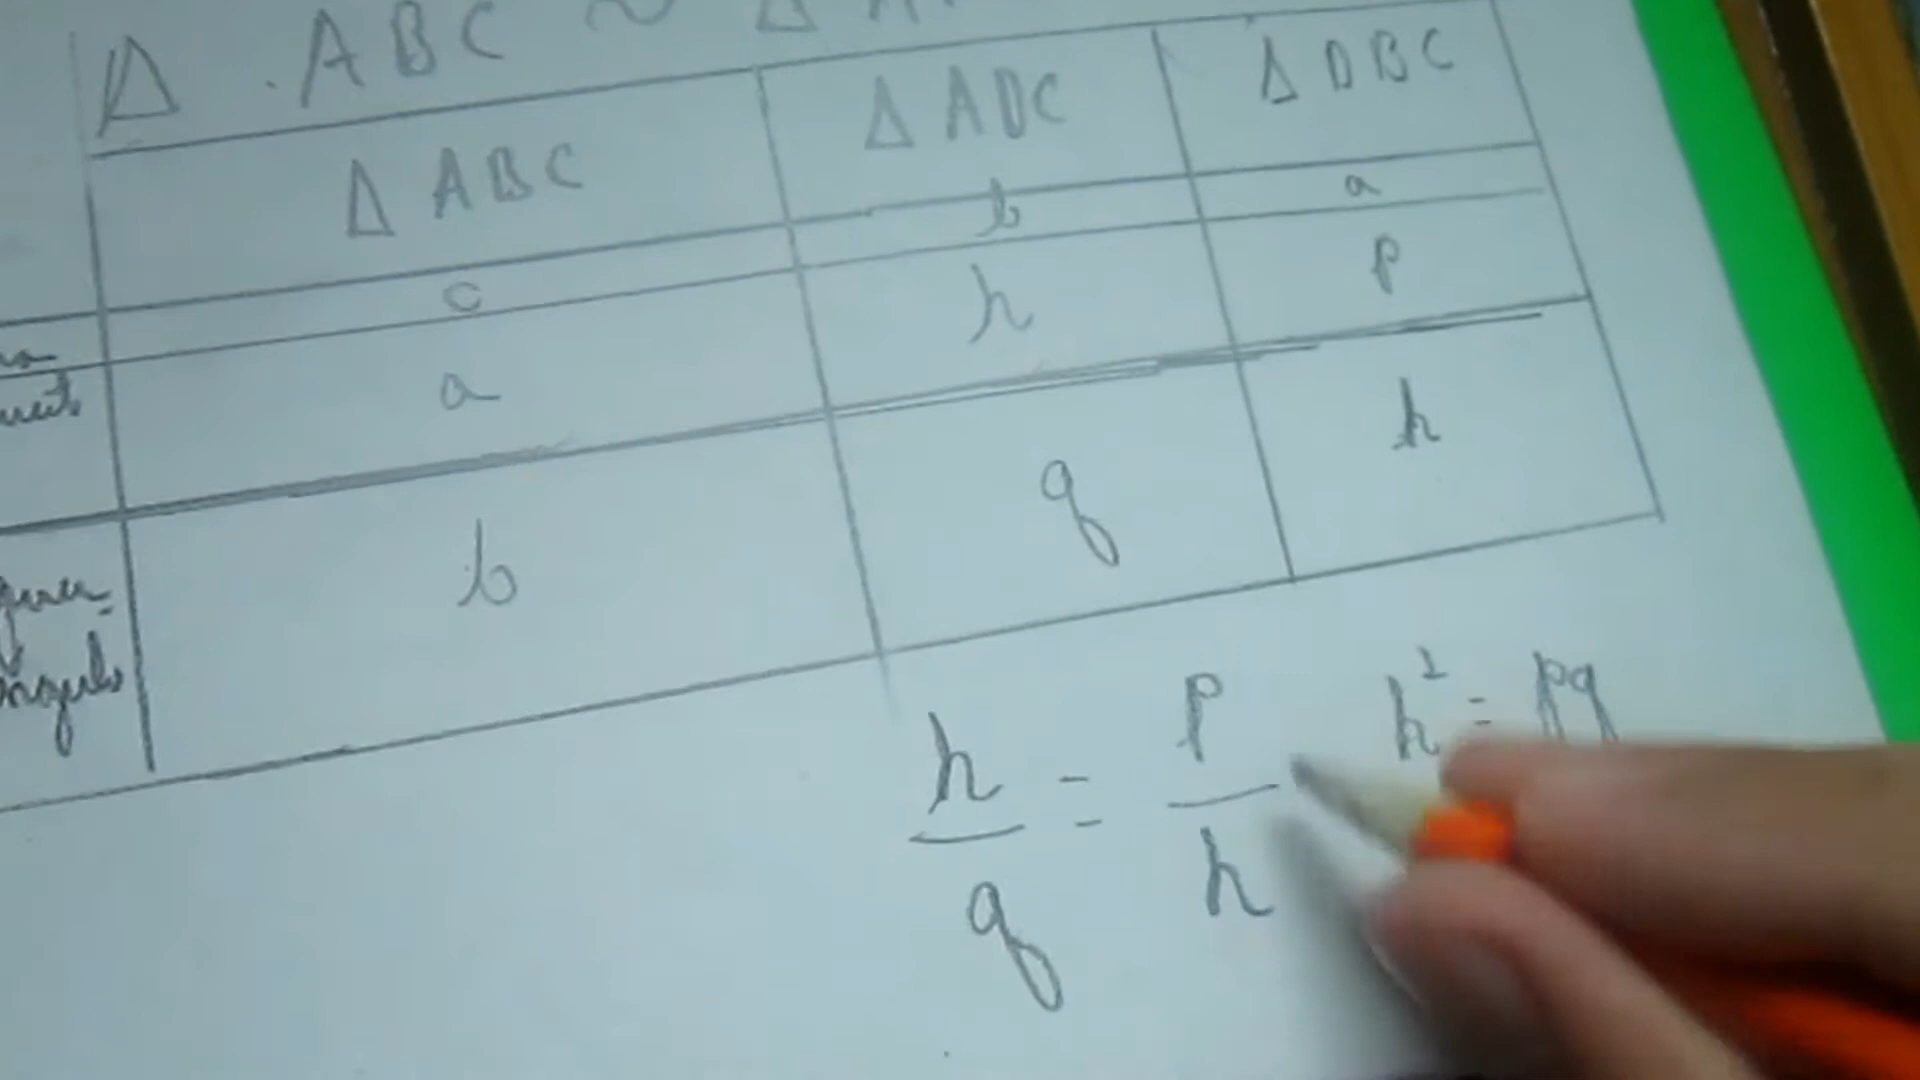 Δ ABC ~ Δ
Δ ABC Δ ADC Δ DBC
c b a
a h p
b q h
h/q = p/h h² = pq